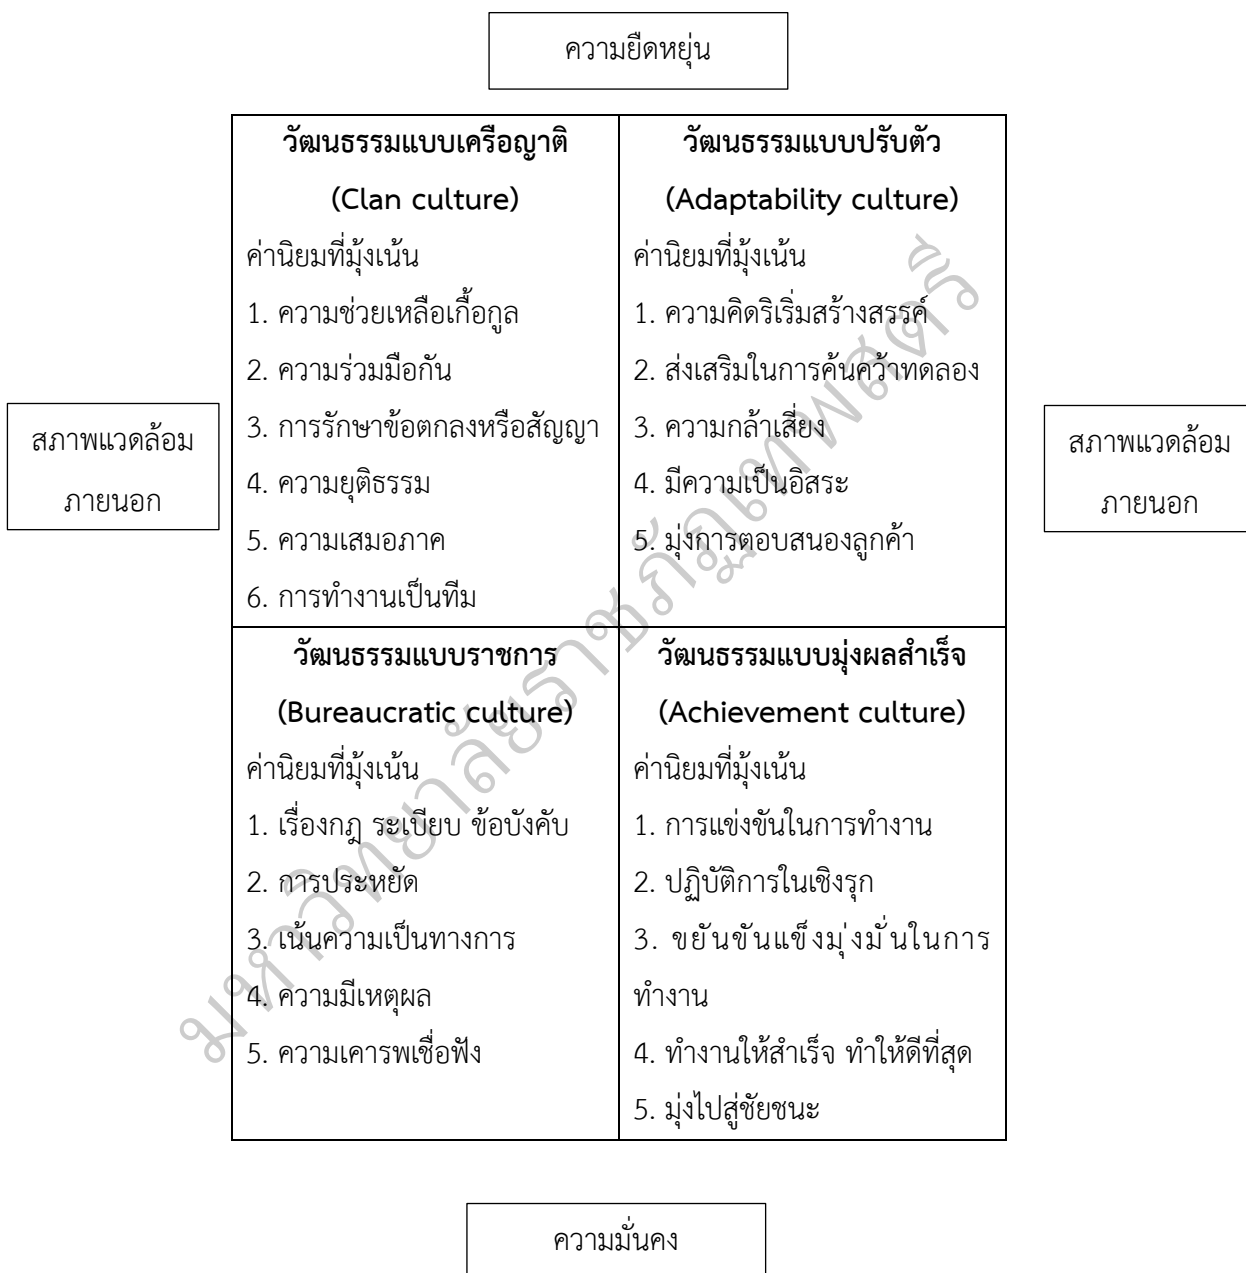 ความยืดหยุ่น
วัฒนธรรมแบบเครือญาติ
(Clan culture)
ค่านิยมที่มุ้งเน้น
1. ความช่วยเหลือเกื้อกูล
2. ความร่วมมือกัน
3. การรักษาข้อตกลงหรือสัญญา
4. ความยุติธรรม
5. ความเสมอภาค
6. การทำงานเป็นทีม
วัฒนธรรมแบบปรับตัว
(Adaptability culture)
ค่านิยมที่มุ้งเน้น
1. ความคิดริเริ่มสร้างสรรค์
2. ส่งเสริมในการค้นคว้าทดลอง
3. ความกล้าเสี่ยง
4. มีความเป็นอิสระ
5. มุ่งการตอบสนองลูกค้า
สภาพแวดล้อม
ภายนอก
สภาพแวดล้อม
ภายนอก
วัฒนธรรมแบบราชการ
(Bureaucratic culture)
ค่านิยมที่มุ้งเน้น
1. เรื่องกฎ ระเบียบ ข้อบังคับ
2. การประหยัด
3. เน้นความเป็นทางการ
4. ความมีเหตุผล
5. ความเคารพเชื่อฟัง
วัฒนธรรมแบบมุ่งผลสำเร็จ
(Achievement culture)
ค่านิยมที่มุ้งเน้น
1. การแข่งขันในการทำงาน
2. ปฏิบัติการในเชิงรุก
3. ขยันขันแข็งมุ่งมั่นในการ
ทำงาน
4. ทำงานให้สำเร็จ ทำให้ดีที่สุด
5. มุ่งไปสู่ชัยชนะ
ความมั่นคง
มหาวิทยาลัยราชภัฏเทพสตรี